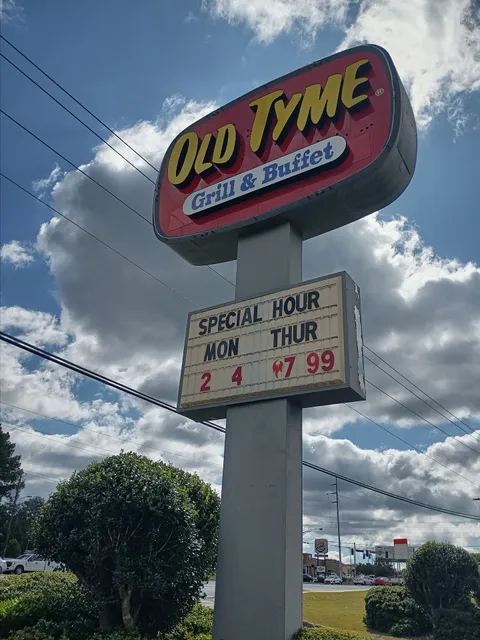 OLD TYME ®
Grill & Buffet
SPECIAL HOUR
MON THUR
2 4 7 99